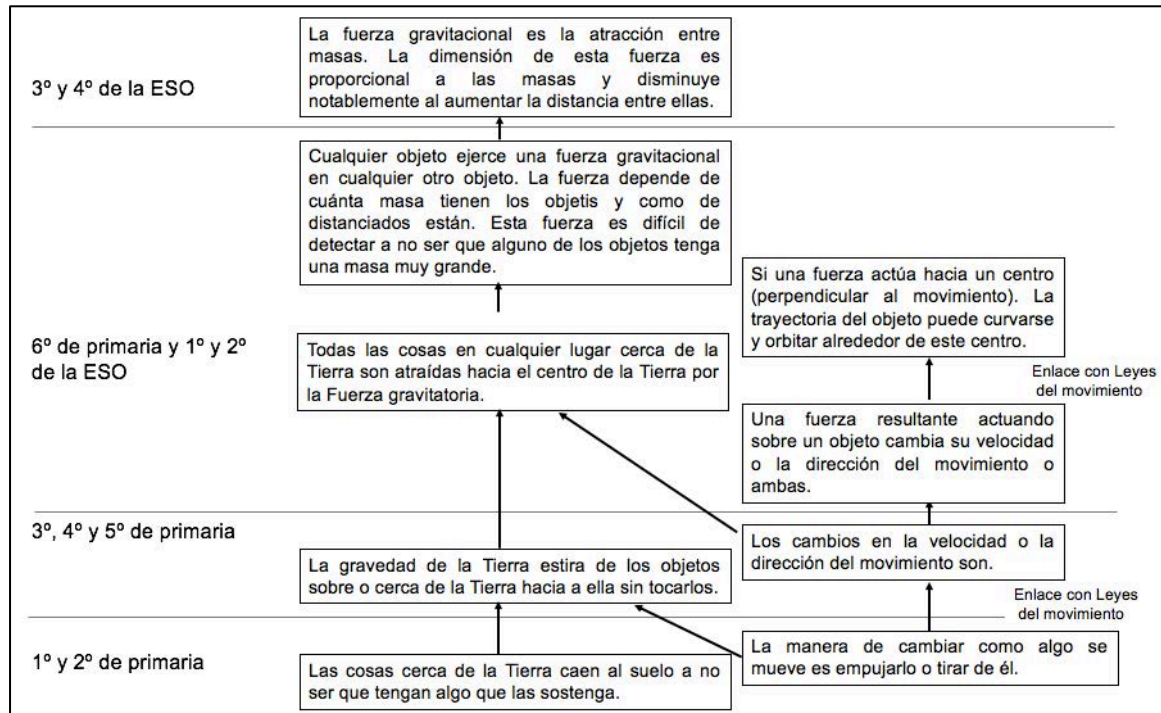 3º y 4º de la ESO
La fuerza gravitacional es la atracción entre
masas. La dimensión de esta fuerza es
proporcional a las masas y disminuye
notablemente al aumentar la distancia entre ellas.
Cualquier objeto ejerce una fuerza gravitacional
en cualquier otro objeto. La fuerza depende de
cuánta masa tienen los objetis y como de
distanciados están. Esta fuerza es difícil de
detectar a no ser que alguno de los objetos tenga
una masa muy grande.
Si una fuerza actúa hacia un centro
(perpendicular al movimiento). La
trayectoria del objeto puede curvarse
y orbitar alrededor de este centro.
6º de primaria y 1º y 2º
de la ESO
Todas las cosas en cualquier lugar cerca de la
Tierra son atraídas hacia el centro de la Tierra por
la Fuerza gravitatoria.
Enlace con Leyes
del movimiento
Una fuerza resultante actuando
sobre un objeto cambia su velocidad
o la dirección del movimiento o
ambas.
3º, 4º y 5º de primaria
La gravedad de la Tierra estira de los objetos
sobre o cerca de la Tierra hacia a ella sin tocarlos.
Los cambios en la velocidad o la
dirección del movimiento son.
Enlace con Leyes
del movimiento
1º y 2º de primaria
Las cosas cerca de la Tierra caen al suelo a no
ser que tengan algo que las sostenga.
La manera de cambiar como algo se
mueve es empujarlo o tirar de él.